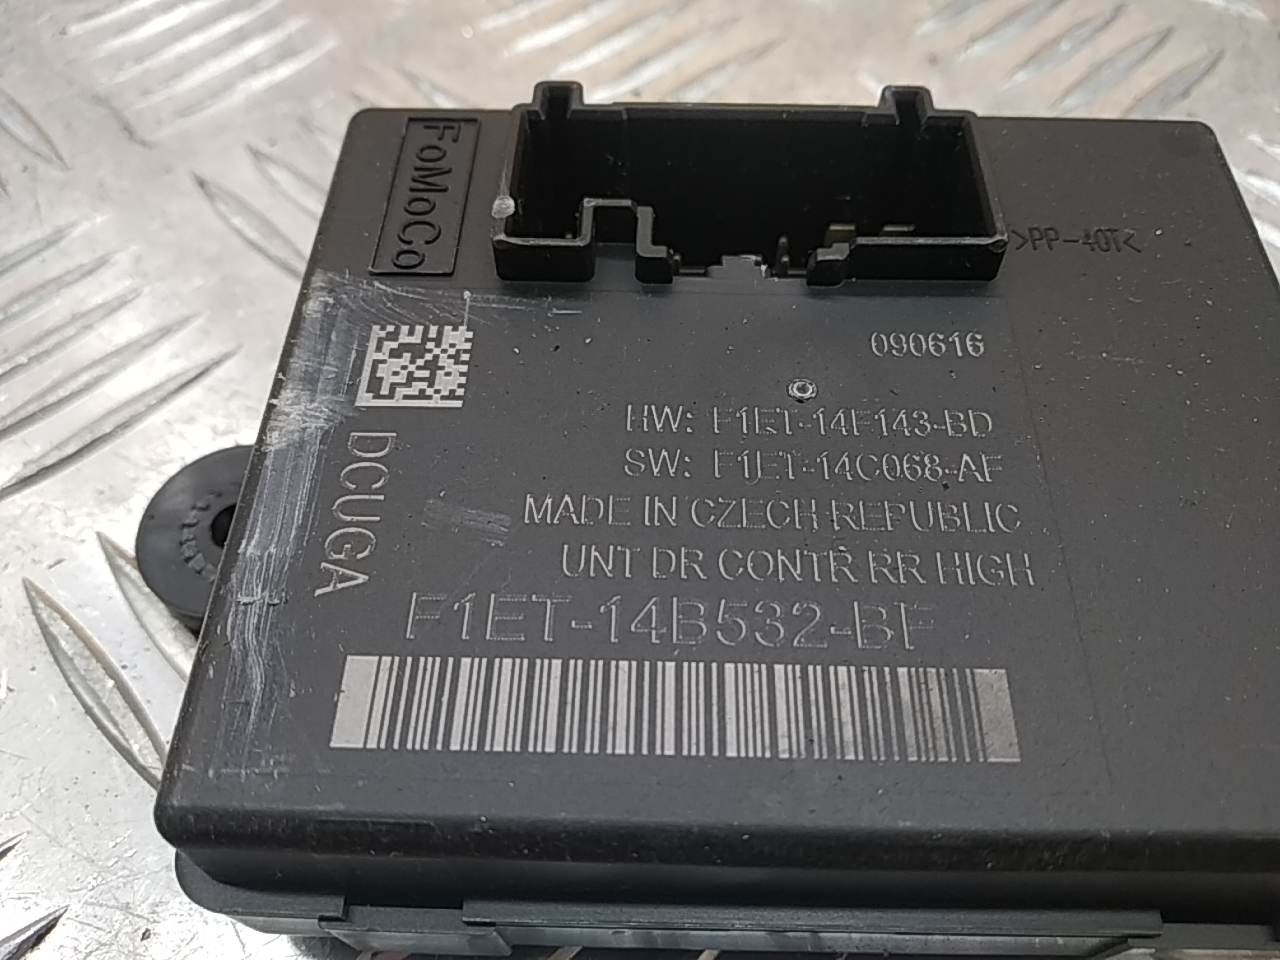 FoMoCo
>PP-40T<
090616
HW: F1ET-14F143-BD
SW: F1ET-14C068-AF
MADE IN CZECH REPUBLIC
UNT DR CONTR RR HIGH
DCUGA
F1ET-14B532-BF